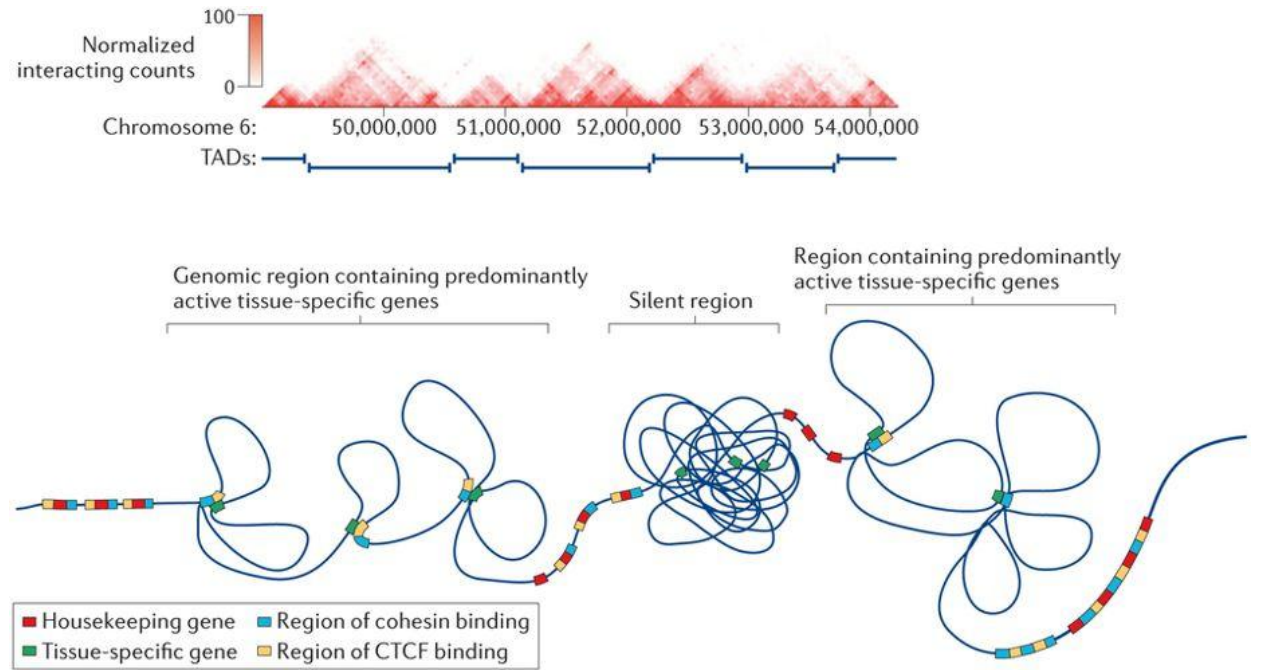 100
Normalized
interacting counts
0
Chromosome 6:
50,000,000 51,000,000 52,000,000 53,000,000 54,000,000
TADs:
Genomic region containing predominantly
active tissue-specific genes
Silent region
Region containing predominantly
active tissue-specific genes
Housekeeping gene
Region of cohesin binding
Tissue-specific gene
Region of CTCF binding